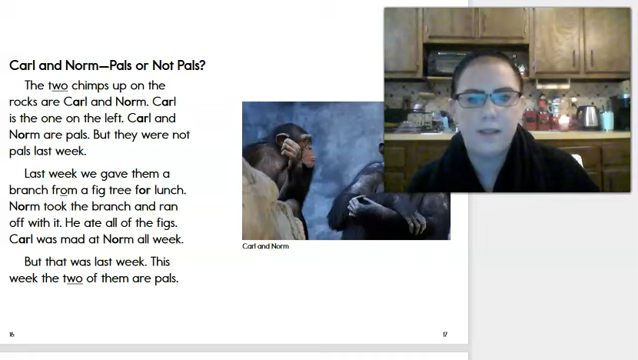 Carl and Norm—Pals or Not Pals?
The two chimps up on the
rocks are Carl and Norm. Carl
is the one on the left. Carl and
Norm are pals. But they were not
pals last week.
Last week we gave them a
branch from a fig tree for lunch.
Norm took the branch and ran
off with it. He ate all of the figs.
Carl was mad at Norm all week.
But that was last week. This
week the two of them are pals.
Carl and Norm
16
17